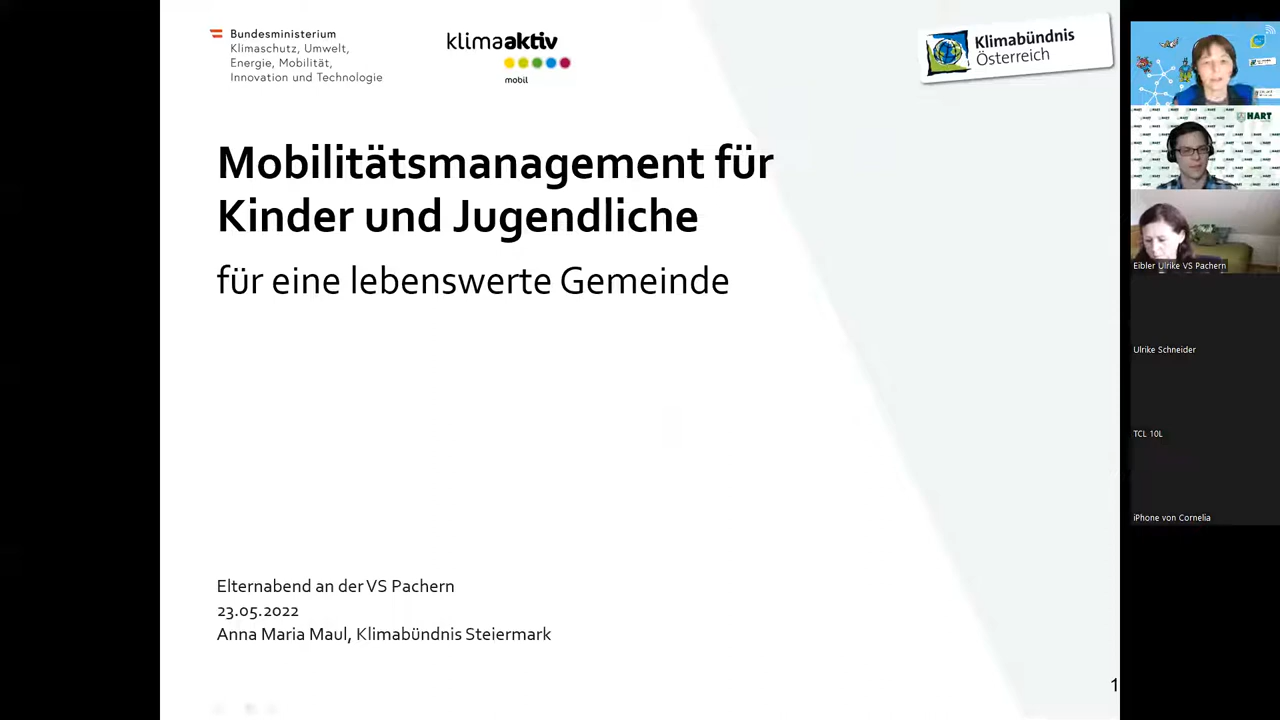 Bundesministerium
Klimaschutz, Umwelt,
Energie, Mobilität,
Innovation und Technologie
klimaaktiv
mobil
Klimabündnis
Österreich
Mobilitätsmanagement für
Kinder und Jugendliche
für eine lebenswerte Gemeinde
Elternabend an der VS Pachern
23.05.2022
Anna Maria Maul, Klimabündnis Steiermark
1
HART
Eibler Ulrike VS Pachern
Ulrike Schneider
TCL 10L
iPhone von Cornelia